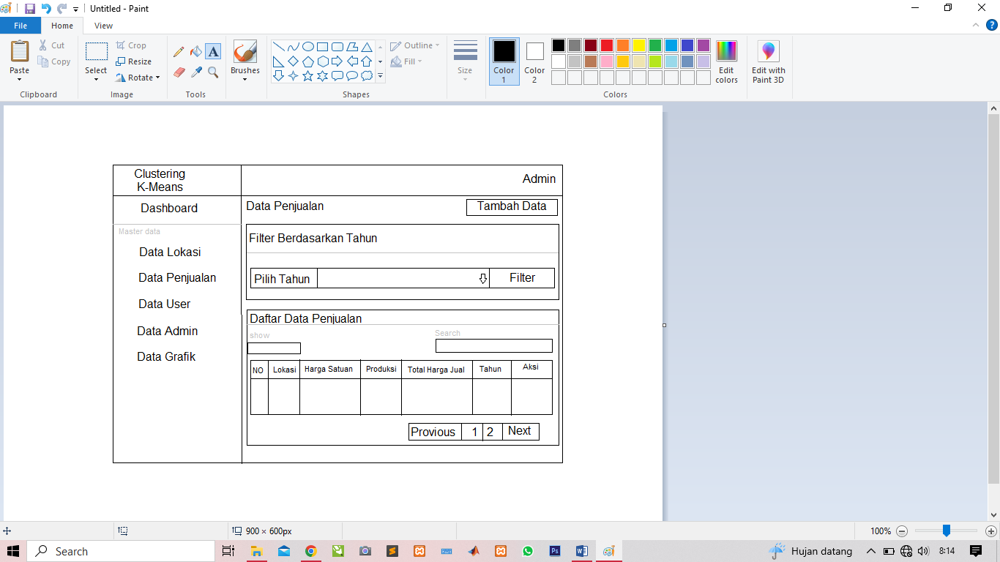 Untitled - Paint
File Home View
Paste
Cut
Copy
Clipboard
Select
Crop
Resize
Rotate
Image
A
Tools
Brushes
Shapes
Outline
Fill
Size
Color 1
Color 2
Colors
Edit colors
Edit with Paint 3D
Clustering
K-Means
Admin
Dashboard
Master data
Data Lokasi
Data Penjualan
Data User
Data Admin
Data Grafik
Data Penjualan
Tambah Data
Filter Berdasarkan Tahun
Pilih Tahun
Filter
Daftar Data Penjualan
show
Search
NO Lokasi Harga Satuan Produksi Total Harga Jual Tahun Aksi
Provious 1 2 Next
900 × 600px
100%
Search
Hujan datang
8:14